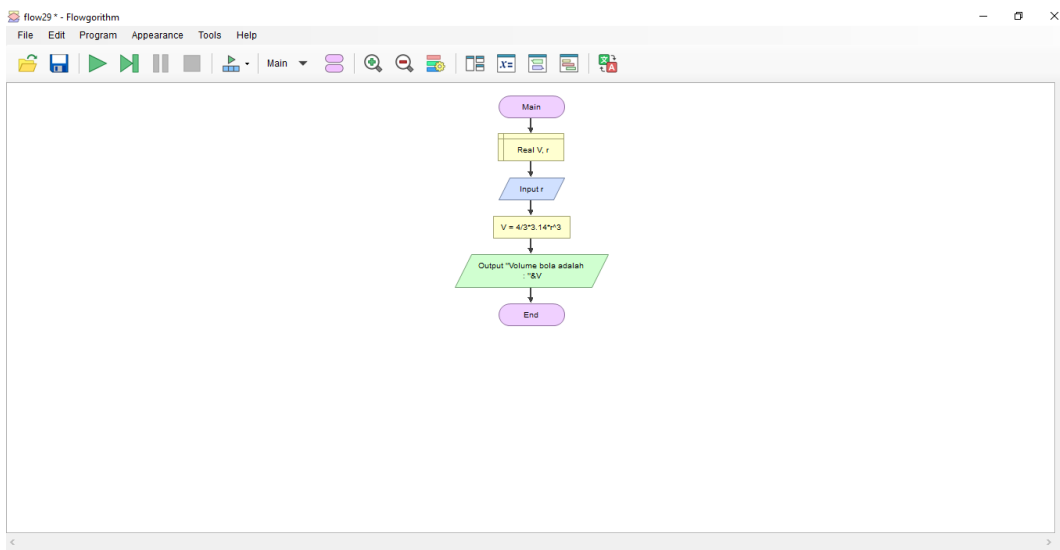 flow29 * - Flowgorithm
File Edit Program Appearance Tools Help
Main
x=
Main
Real V, r
Input r
V = 4/3*3.14*r^3
Output "Volume bola adalah
: "&V
End